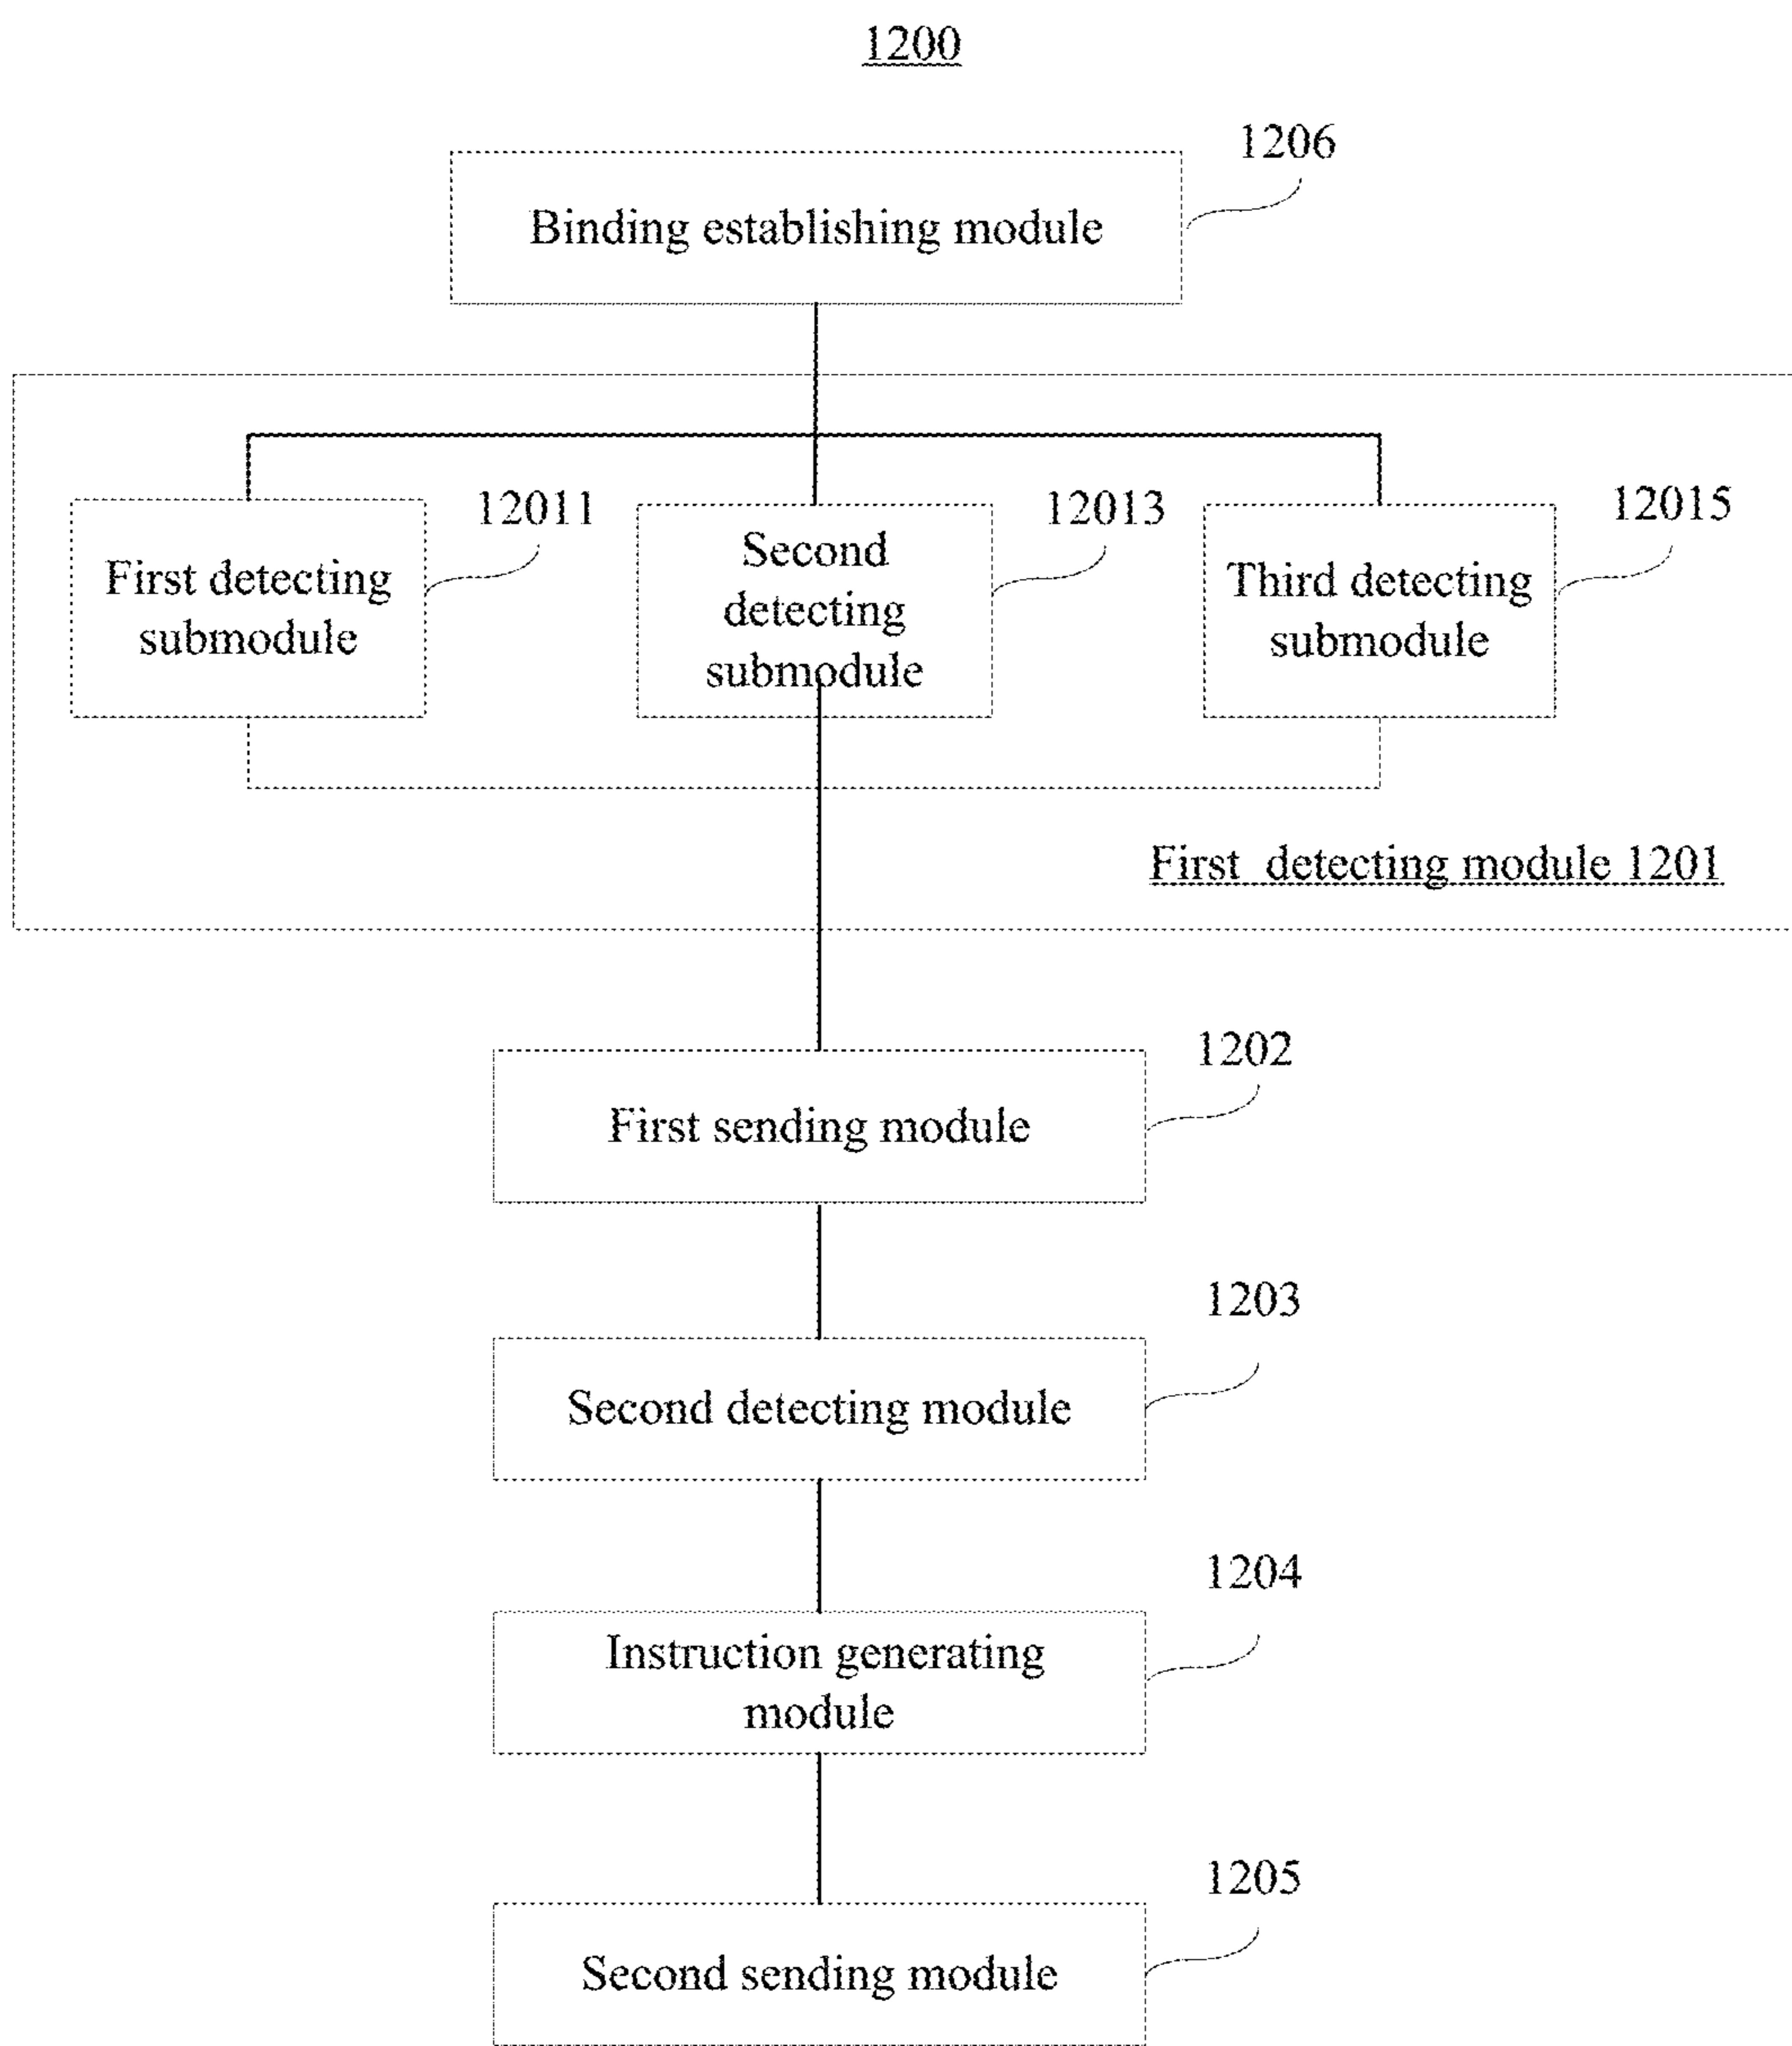 1200
1206
Binding establishing module
12011
12013
12015
First detecting
submodule
Second
detecting
submodule
Third detecting
submodule
First detecting module 1201
1202
First sending module
1203
Second detecting module
1204
Instruction generating
module
1205
Second sending module